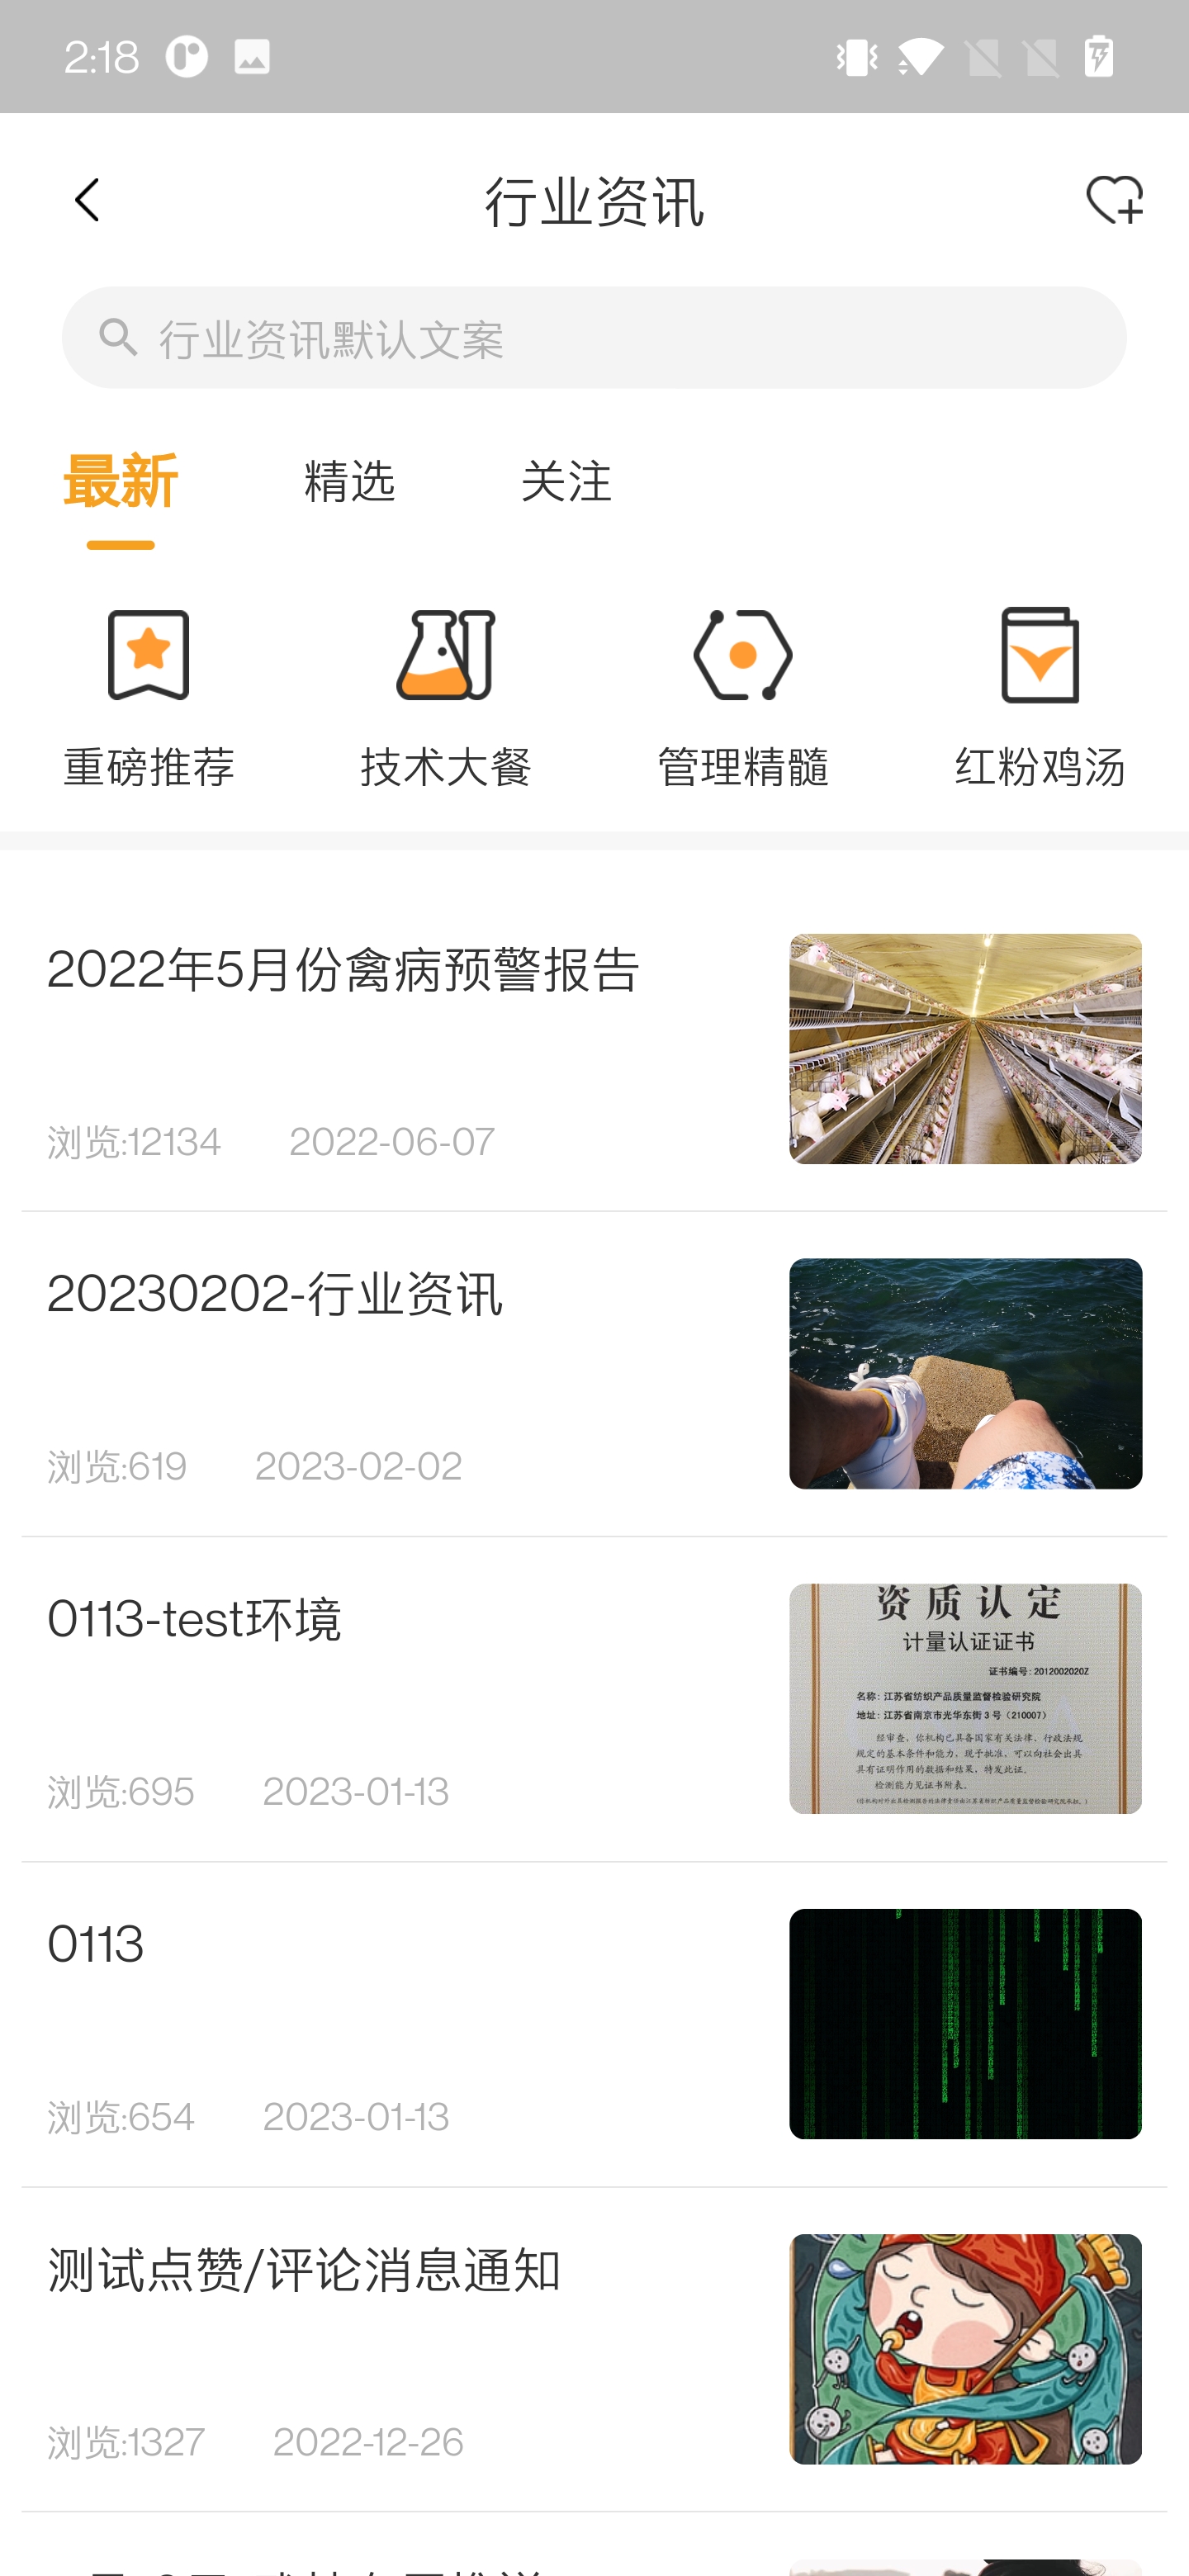 2:18
行业资讯
行业资讯默认文案
最新 精选 关注
重磅推荐 技术大餐 管理精髓 红粉鸡汤
2022年5月份禽病预警报告
浏览:12134 2022-06-07
20230202-行业资讯
浏览:619 2023-02-02
0113-test环境
浏览:695 2023-01-13
资质认定
计量认证证书
证书编号:2012002020Z
名称:江苏省纺织产品质量监督检验研究院
地址:江苏省南京市光华东街3号(210007)
经审查,你机构已具备国家有关法律、行政法规
规定的基本条件和能力,现予批准,可以向社会出具
具有证明作用的数据和结果,特发此证。
检测能力见证书附表。
0113
浏览:654 2023-01-13
测试点赞/评论消息通知
浏览:1327 2022-12-26